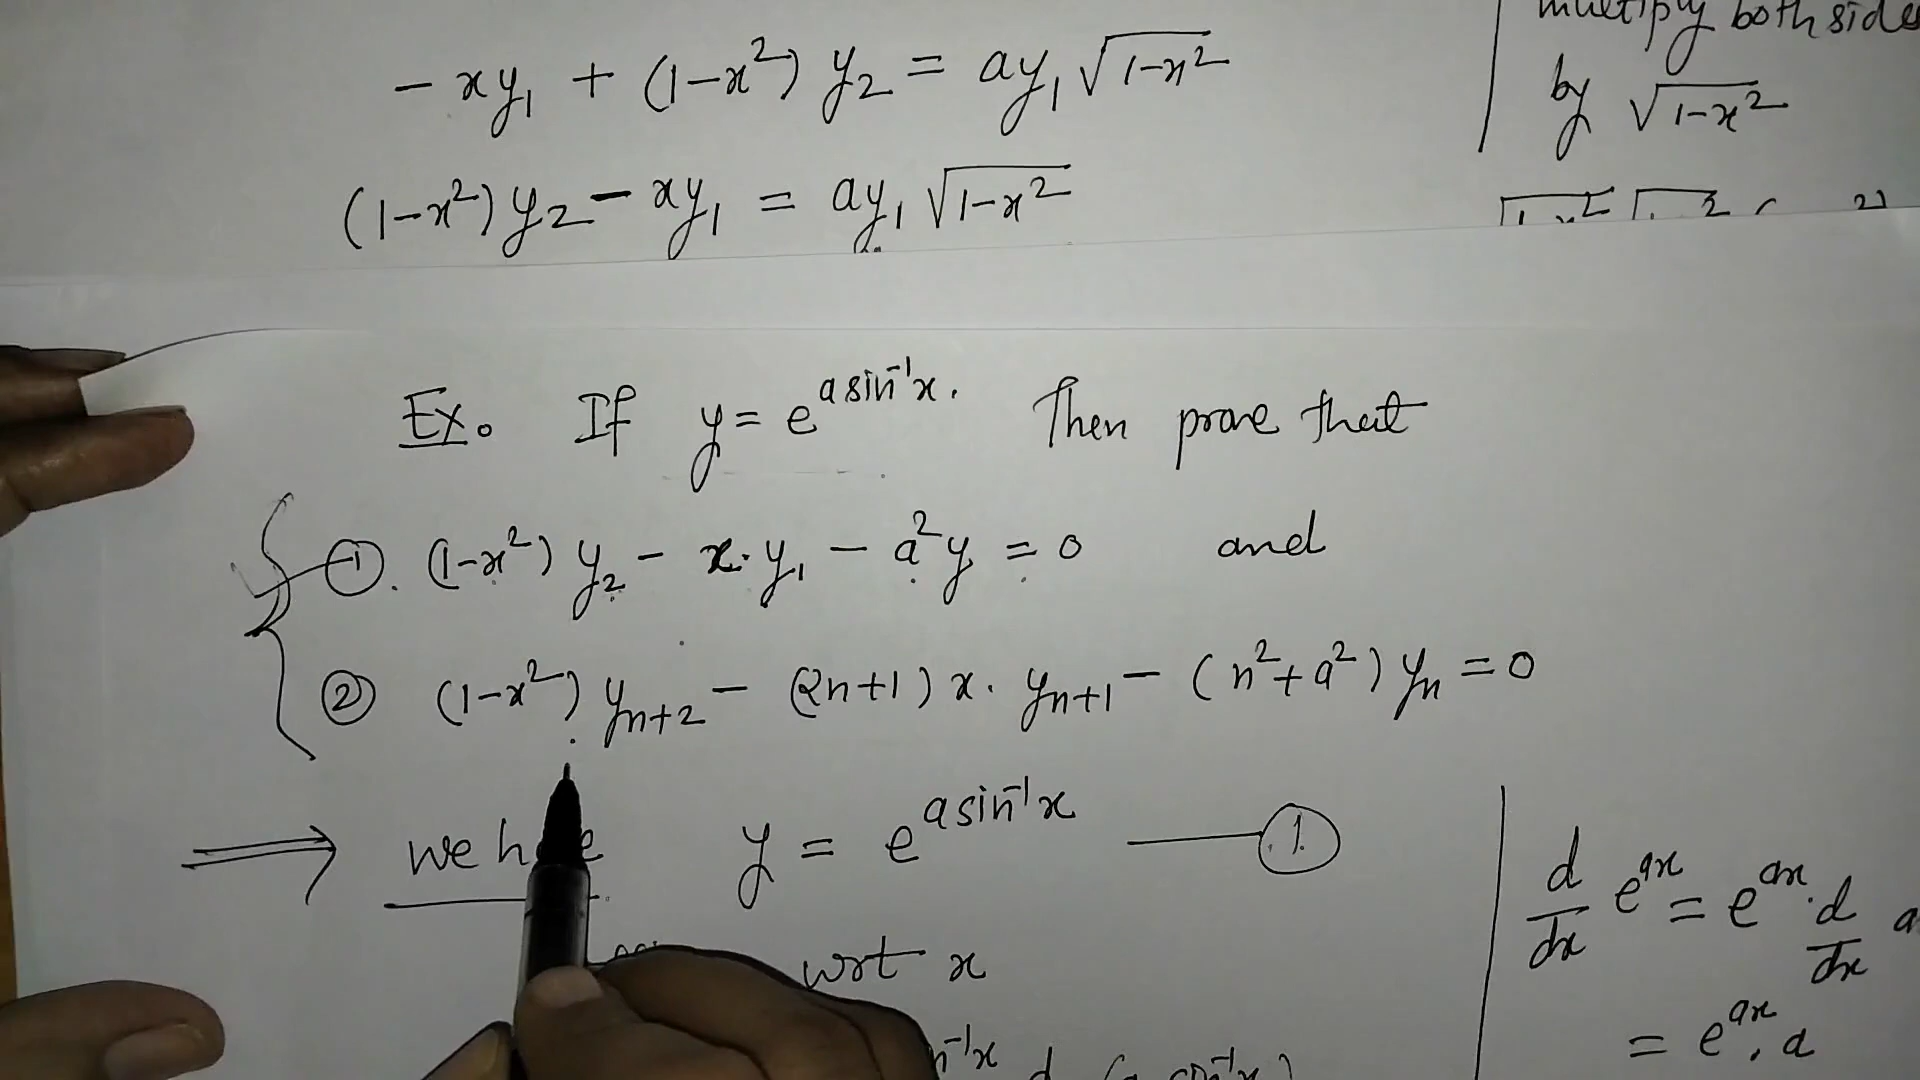 multiply both sides
- xy₁ + (1-x²) y₂ = ay₁ √1-x²
by √1-x²
(1-x²) y₂ - xy₁ = ay₁ √1-x²
Ex. If y = e^(a sin⁻¹x). Then prove that
①. (1-x²) y₂ - x·y₁ - a²y = 0 and
② (1-x²) yₙ₊₂ - (2n+1) x· yₙ₊₁ - (n²+a²) yₙ = 0
⟹ we have y = e^(a sin⁻¹x) — ①
d/dx e^(ax) = e^(ax) · d/dx a
wrt x
= e^(ax) . a